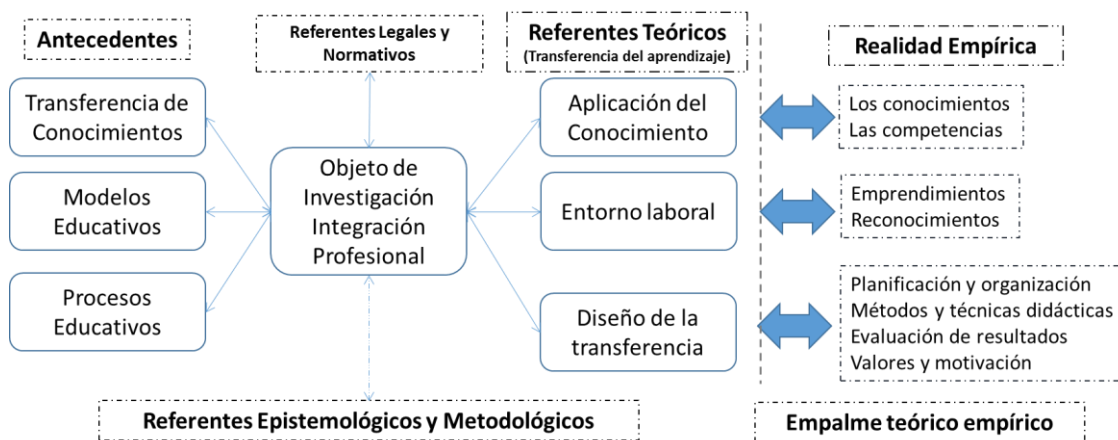 Antecedentes
Transferencia de
Conocimientos
Modelos
Educativos
Procesos
Educativos
Referentes Legales y
Normativos
Objeto de
Investigación
Integración
Profesional
Referentes Teóricos
(Transferencia del aprendizaje)
Aplicación del
Conocimiento
Entorno laboral
Diseño de la
transferencia
Realidad Empírica
Los conocimientos
Las competencias
Emprendimientos
Reconocimientos
Planificación y organización
Métodos y técnicas didácticas
Evaluación de resultados
Valores y motivación
Referentes Epistemológicos y Metodológicos
Empalme teórico empírico